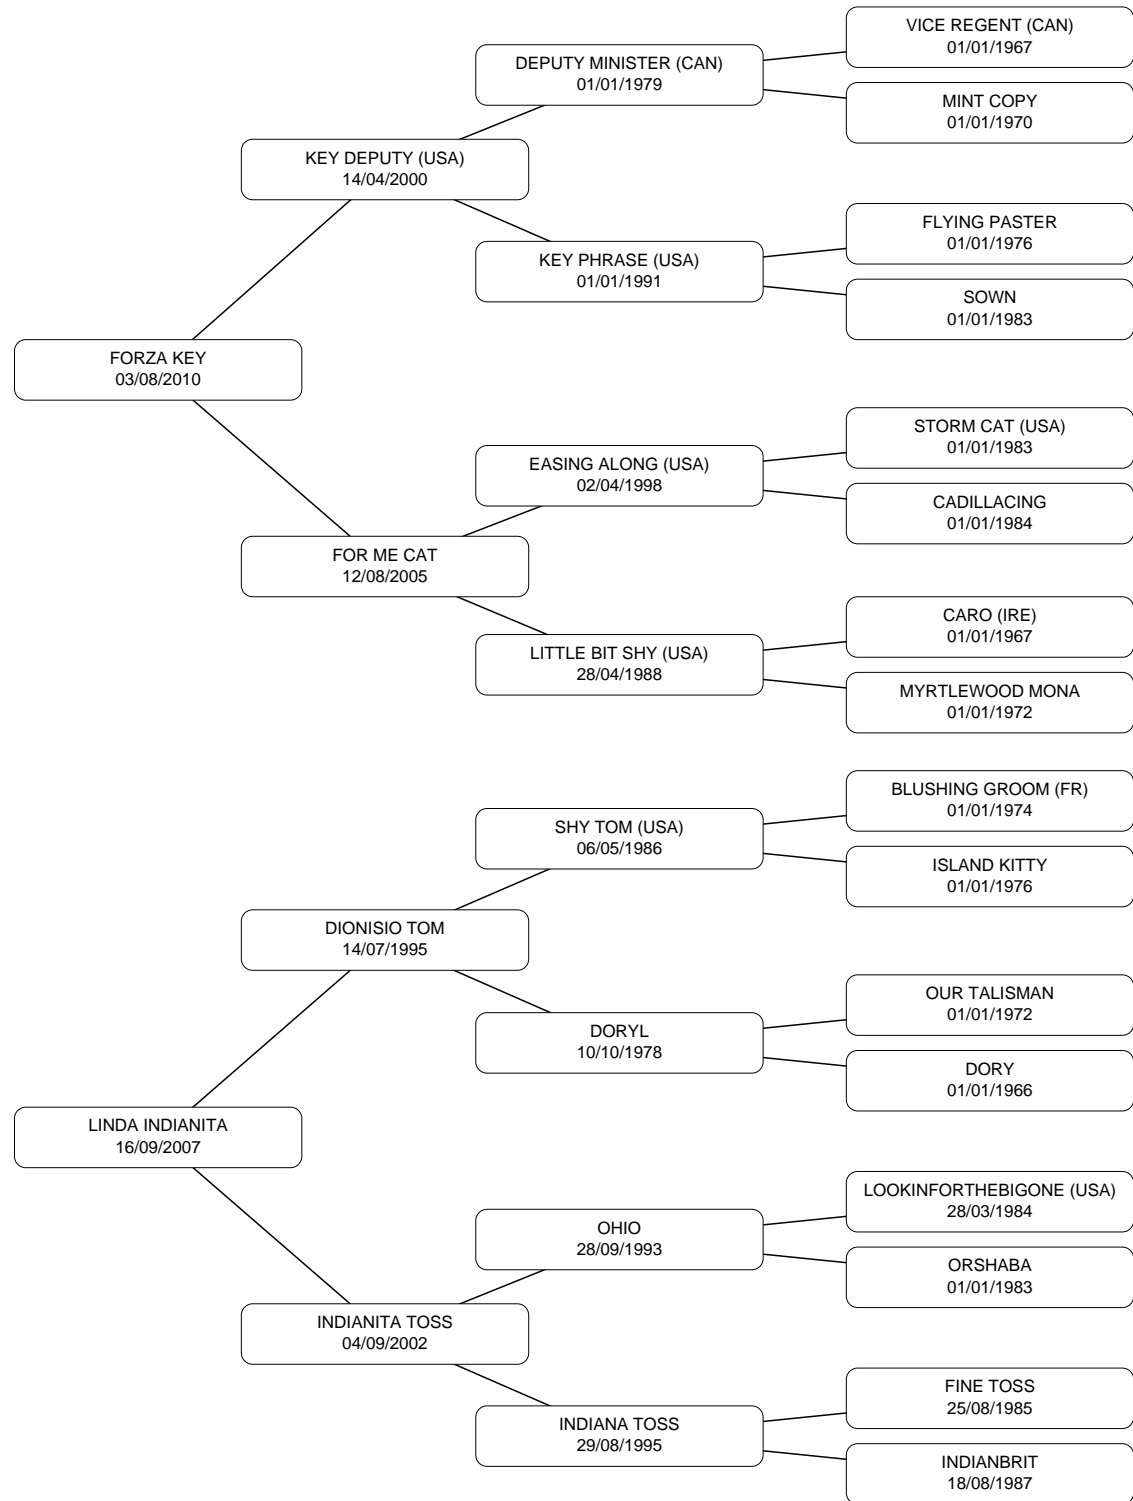 VICE REGENT (CAN)
01/01/1967
DEPUTY MINISTER (CAN)
01/01/1979
MINT COPY
01/01/1970
KEY DEPUTY (USA)
14/04/2000
FLYING PASTER
01/01/1976
KEY PHRASE (USA)
01/01/1991
SOWN
01/01/1983
FORZA KEY
03/08/2010
STORM CAT (USA)
01/01/1983
EASING ALONG (USA)
02/04/1998
CADILLACING
01/01/1984
FOR ME CAT
12/08/2005
CARO (IRE)
01/01/1967
LITTLE BIT SHY (USA)
28/04/1988
MYRTLEWOOD MONA
01/01/1972
BLUSHING GROOM (FR)
01/01/1974
SHY TOM (USA)
06/05/1986
ISLAND KITTY
01/01/1976
DIONISIO TOM
14/07/1995
OUR TALISMAN
01/01/1972
DORYL
10/10/1978
DORY
01/01/1966
LINDA INDIANITA
16/09/2007
LOOKINFORTHEBIGONE (USA)
28/03/1984
OHIO
28/09/1993
ORSHABA
01/01/1983
INDIANITA TOSS
04/09/2002
FINE TOSS
25/08/1985
INDIANA TOSS
29/08/1995
INDIANBRIT
18/08/1987